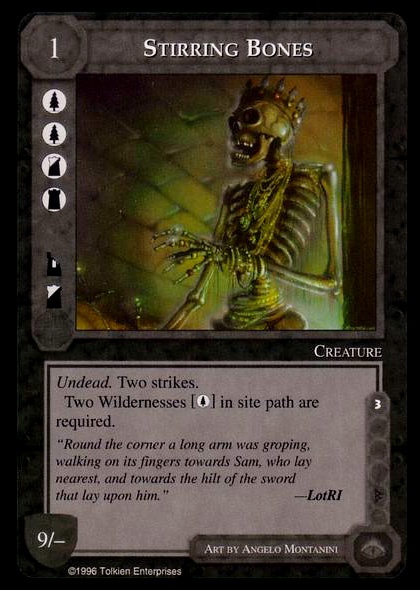 1
STIRRING BONES
CREATURE
Undead. Two strikes.
Two Wildernesses [ ] in site path are
required.
3
“Round the corner a long arm was groping,
walking on its fingers towards Sam, who lay
nearest, and towards the hilt of the sword
that lay upon him.” —LotRI
9/–
ART BY ANGELO MONTANINI
©1996 Tolkien Enterprises